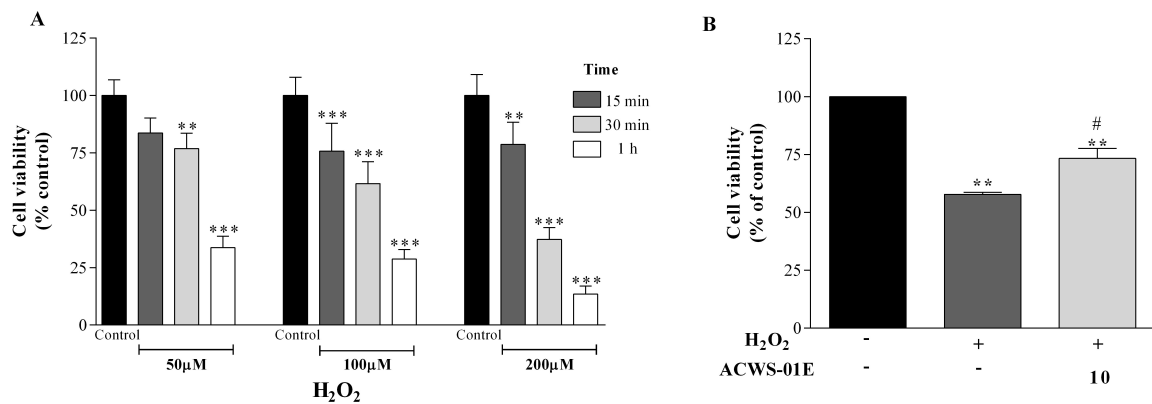 A
Cell viability
(% control)
125
100
75
50
25
0
Time
15 min
30 min
1 h
**
***
***
***
***
**
***
***
Control
Control
Control
50µM
100µM
200µM
H₂O₂
B
Cell viability
(% of control)
125
100
75
50
25
0
**
#
**
H₂O₂ - + +
ACWS-01E - - 10